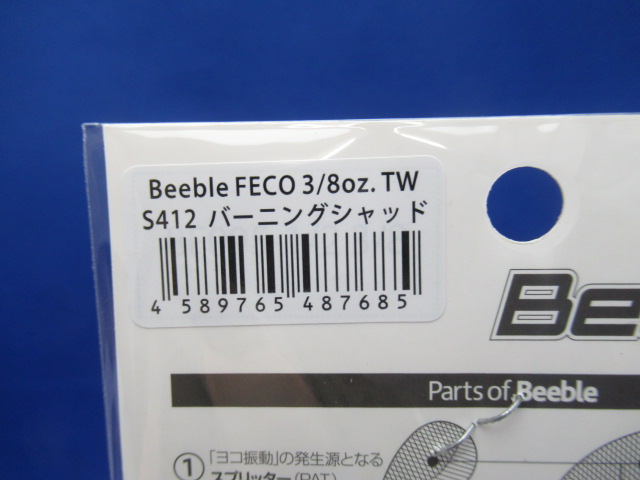 Beeble FECO 3/8oz. TW
S412 バーニングシャッド
4 589765 487685
Be
Parts of Beeble
① 「ヨコ振動」の発生源となる
スプリッター(PAT)